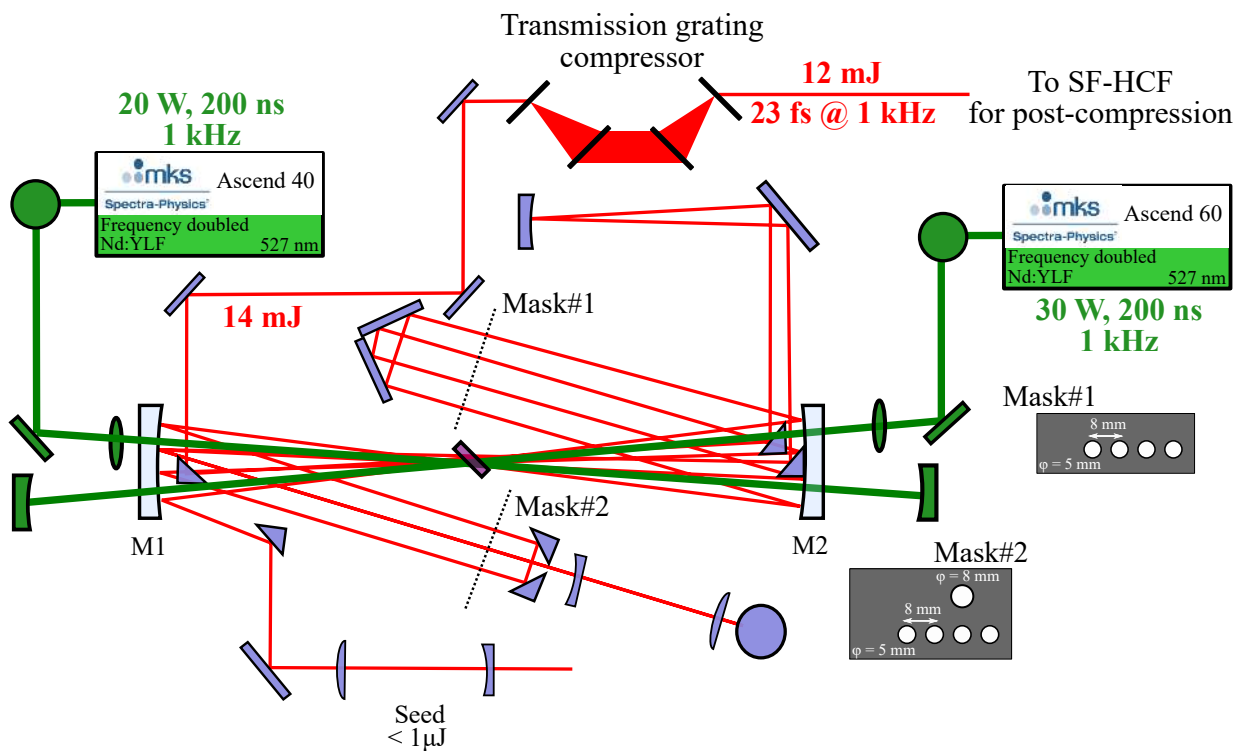 Transmission grating
compressor
12 mJ
23 fs @ 1 kHz
To SF-HCF
for post-compression
20 W, 200 ns
1 kHz
mks
Spectra-Physics
Ascend 40
Frequency doubled
Nd:YLF
527 nm
mks
Spectra-Physics
Ascend 60
Frequency doubled
Nd:YLF
527 nm
30 W, 200 ns
1 kHz
14 mJ
Mask#1
Mask#1
8 mm
φ = 5 mm
Mask#2
M1
M2
Mask#2
φ = 8 mm
8 mm
φ = 5 mm
Seed
< 1μJ